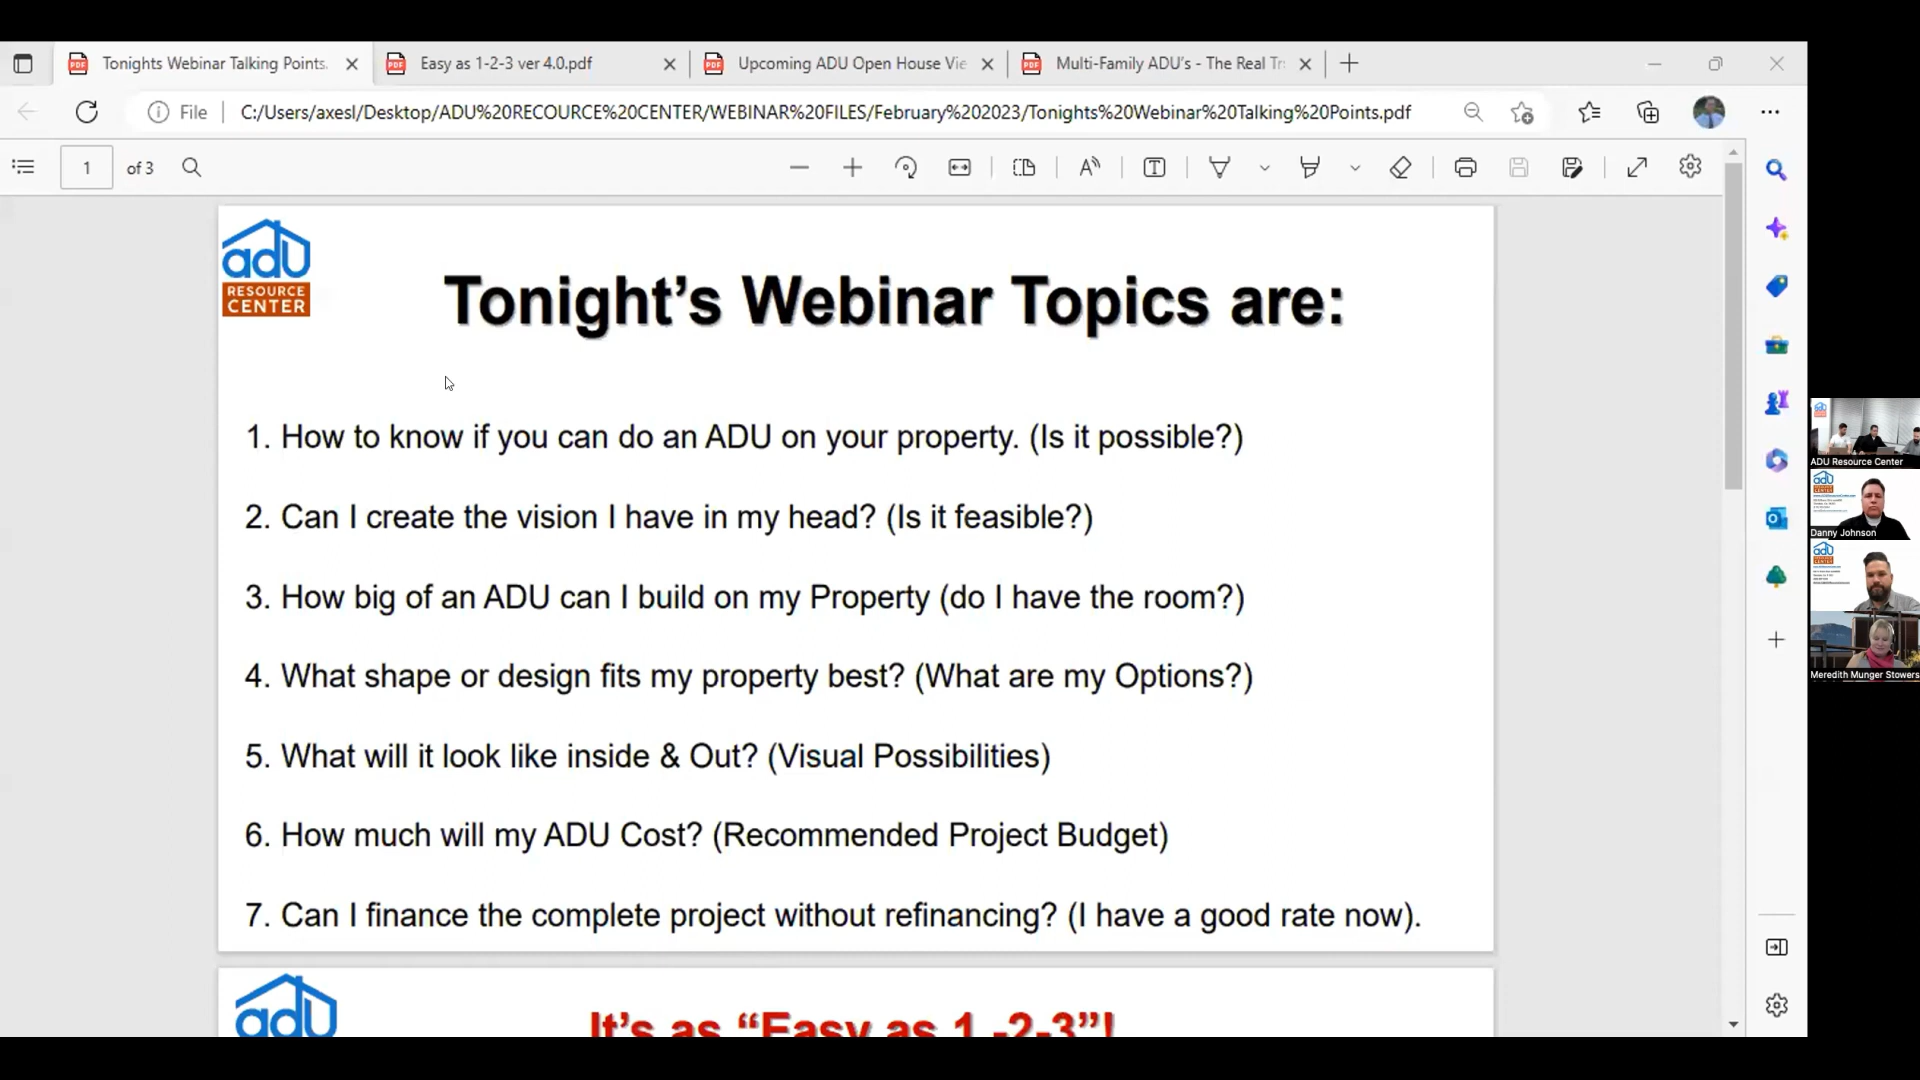 Tonights Webinar Talking Points.
Easy as 1-2-3 ver 4.0.pdf
Upcoming ADU Open House Vie
Multi-Family ADU's - The Real Tr
File
C:/Users/axesl/Desktop/ADU%20RECOURCE%20CENTER/WEBINAR%20FILES/February%202023/Tonights%20Webinar%20Talking%20Points.pdf
1 of 3
adu
RESOURCE
CENTER
Tonight's Webinar Topics are:
1. How to know if you can do an ADU on your property. (Is it possible?)
2. Can I create the vision I have in my head? (Is it feasible?)
3. How big of an ADU can I build on my Property (do I have the room?)
4. What shape or design fits my property best? (What are my Options?)
5. What will it look like inside & Out? (Visual Possibilities)
6. How much will my ADU Cost? (Recommended Project Budget)
7. Can I finance the complete project without refinancing? (I have a good rate now).
adu
It's as “Easy as 1 -2-3”!
ADU Resource Center
Danny Johnson
Meredith Munger Stowers